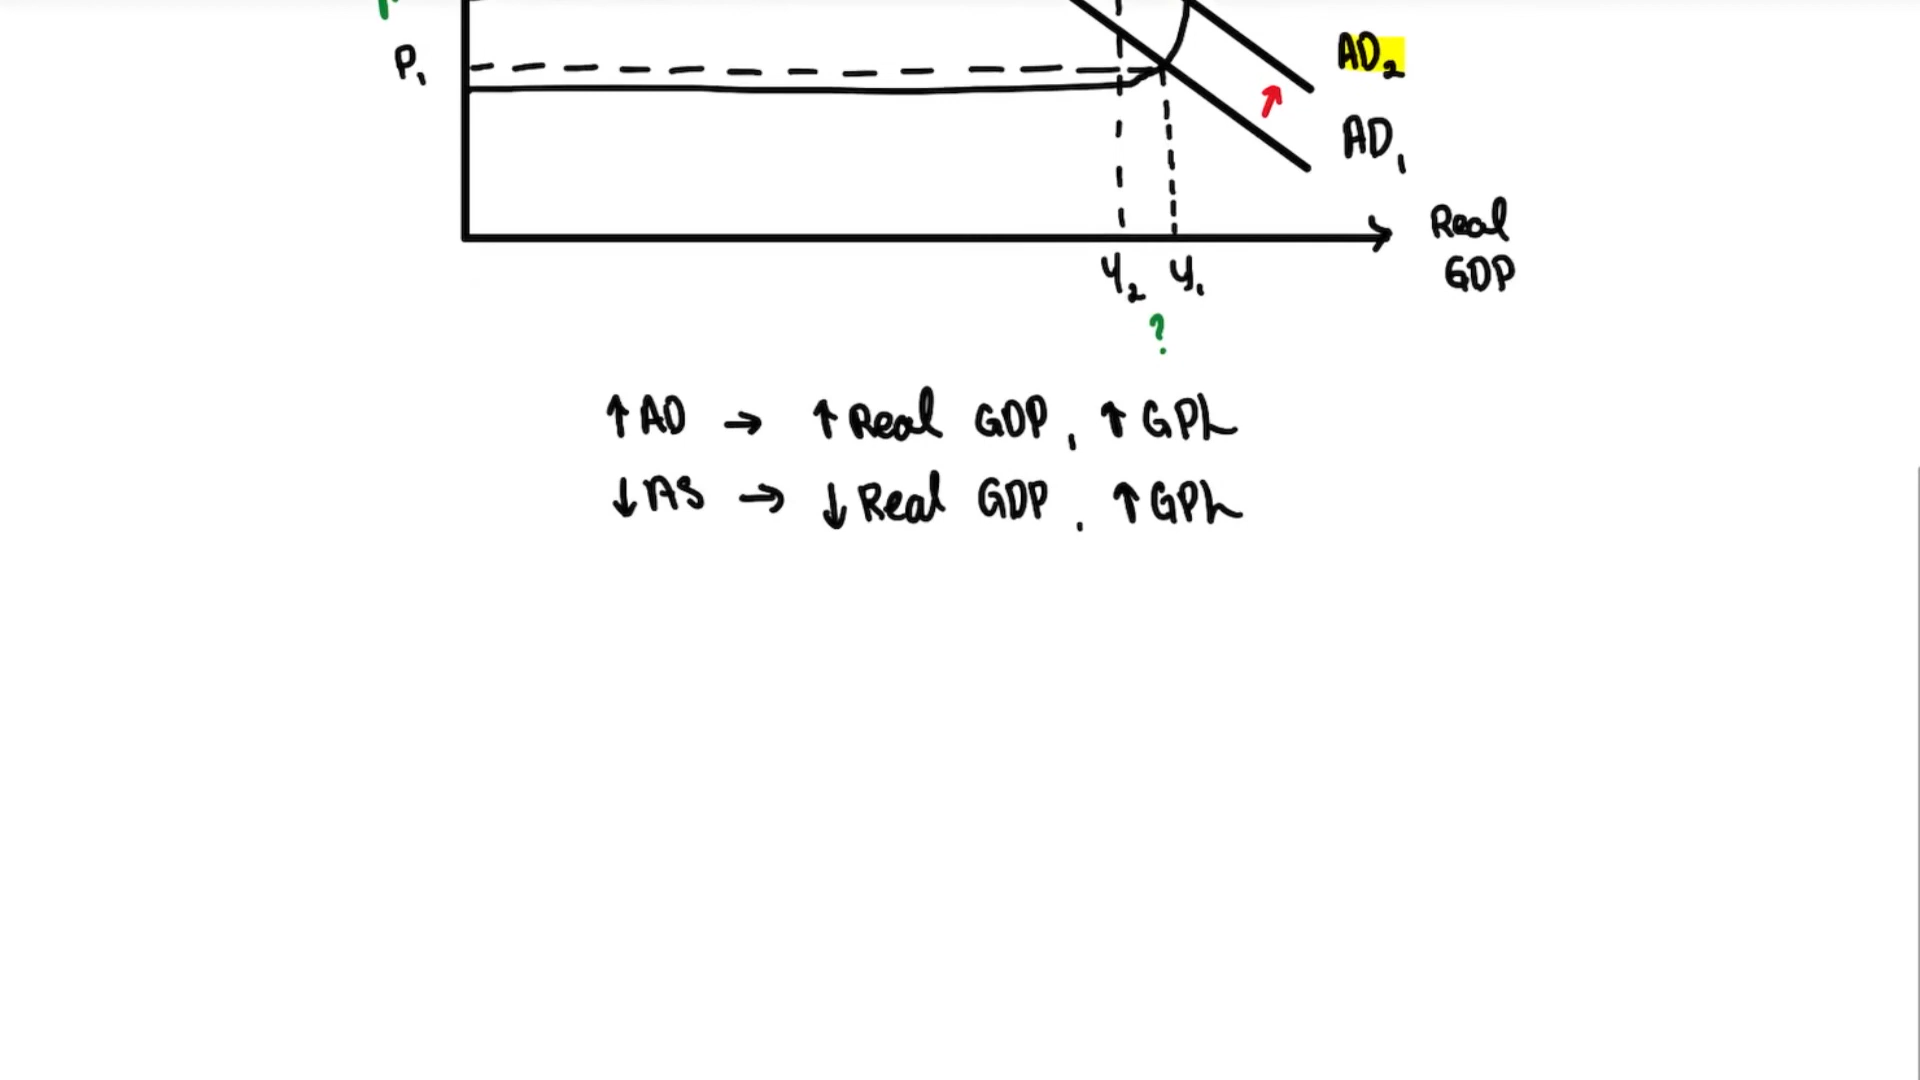 P₁
AD₂
AD₁
Real
GDP
Y₂ Y₁
?
↑ AD → ↑ Real GDP, ↑ GPL
↓ AS → ↓ Real GDP, ↑ GPL